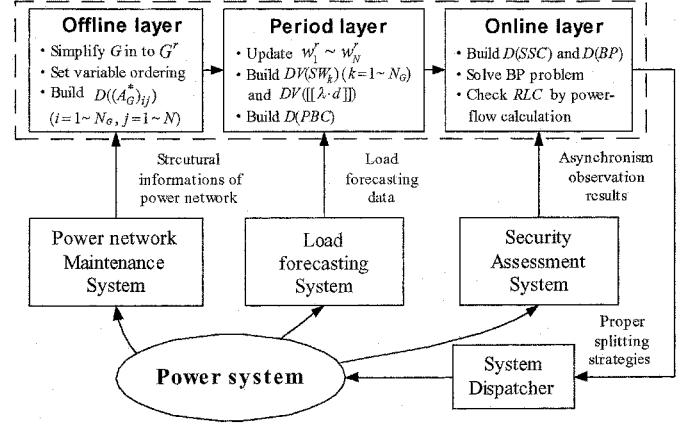 Offline layer
• Simplify G in to G^r
• Set variable ordering
• Build D((A*_G)_ij)
(i=1~N_G, j=1~N)
Period layer
• Update w^r_1 ~ w^r_N
• Build DV(SW_k)(k=1~N_G)
and DV([[λ·d]])
• Build D(PBC)
Online layer
• Build D(SSC) and D(BP)
• Solve BP problem
• Check RLC by power-
flow calculation
Strcutural
informations of
power network
Load
forecasting
data
Asynchronism
observation
results
Power network
Maintenance
System
Load
forecasting
System
Security
Assessment
System
Proper
splitting
strategies
Power system
System
Dispatcher